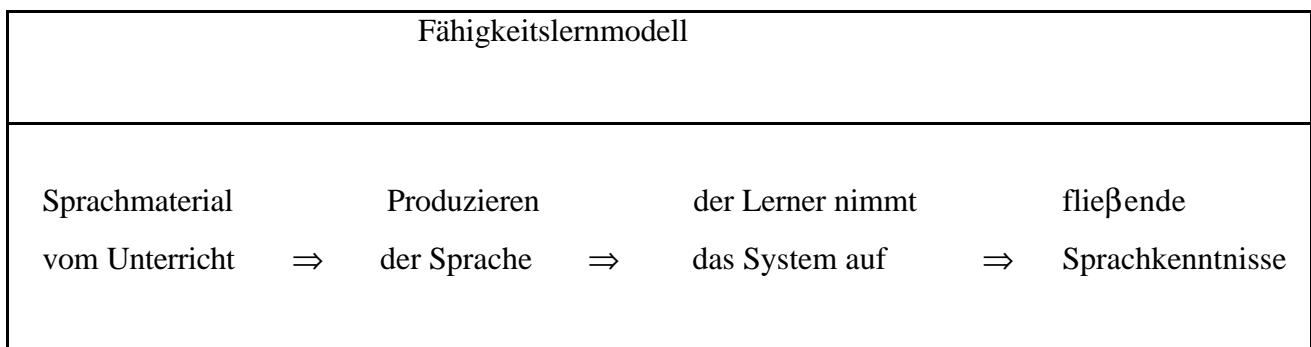 Fähigkeitslernmodell
Sprachmaterial Produzieren der Lerner nimmt flieβende
vom Unterricht ⇒ der Sprache ⇒ das System auf ⇒ Sprachkenntnisse